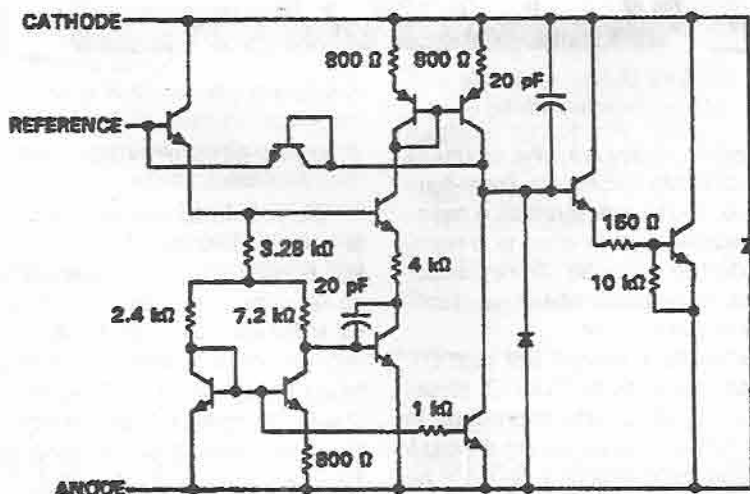 CATHODE
800 Ω
800 Ω
20 pF
REFERENCE
3.28 kΩ
4 kΩ
150 Ω
10 kΩ
20 pF
2.4 kΩ
7.2 kΩ
1 kΩ
800 Ω
ANODE